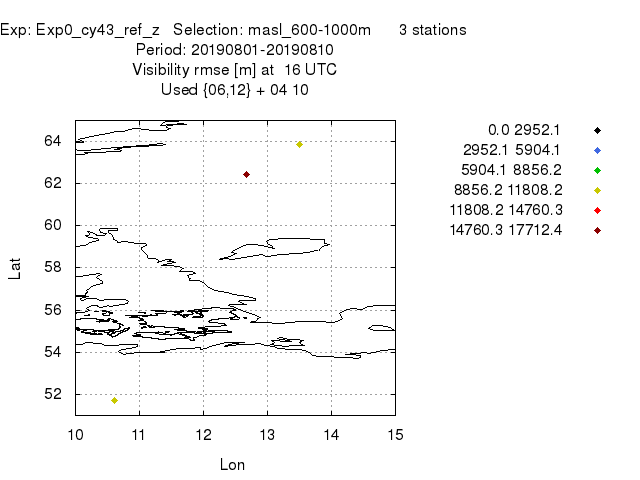 Exp: Exp0_cy43_ref_z Selection: masl_600-1000m 3 stations
Period: 20190801-20190810
Visibility rmse [m] at 16 UTC
Used {06,12} + 04 10
0.0 2952.1
2952.1 5904.1
5904.1 8856.2
8856.2 11808.2
11808.2 14760.3
14760.3 17712.4
64
62
60
58
56
54
52
Lat
10 11 12 13 14 15
Lon